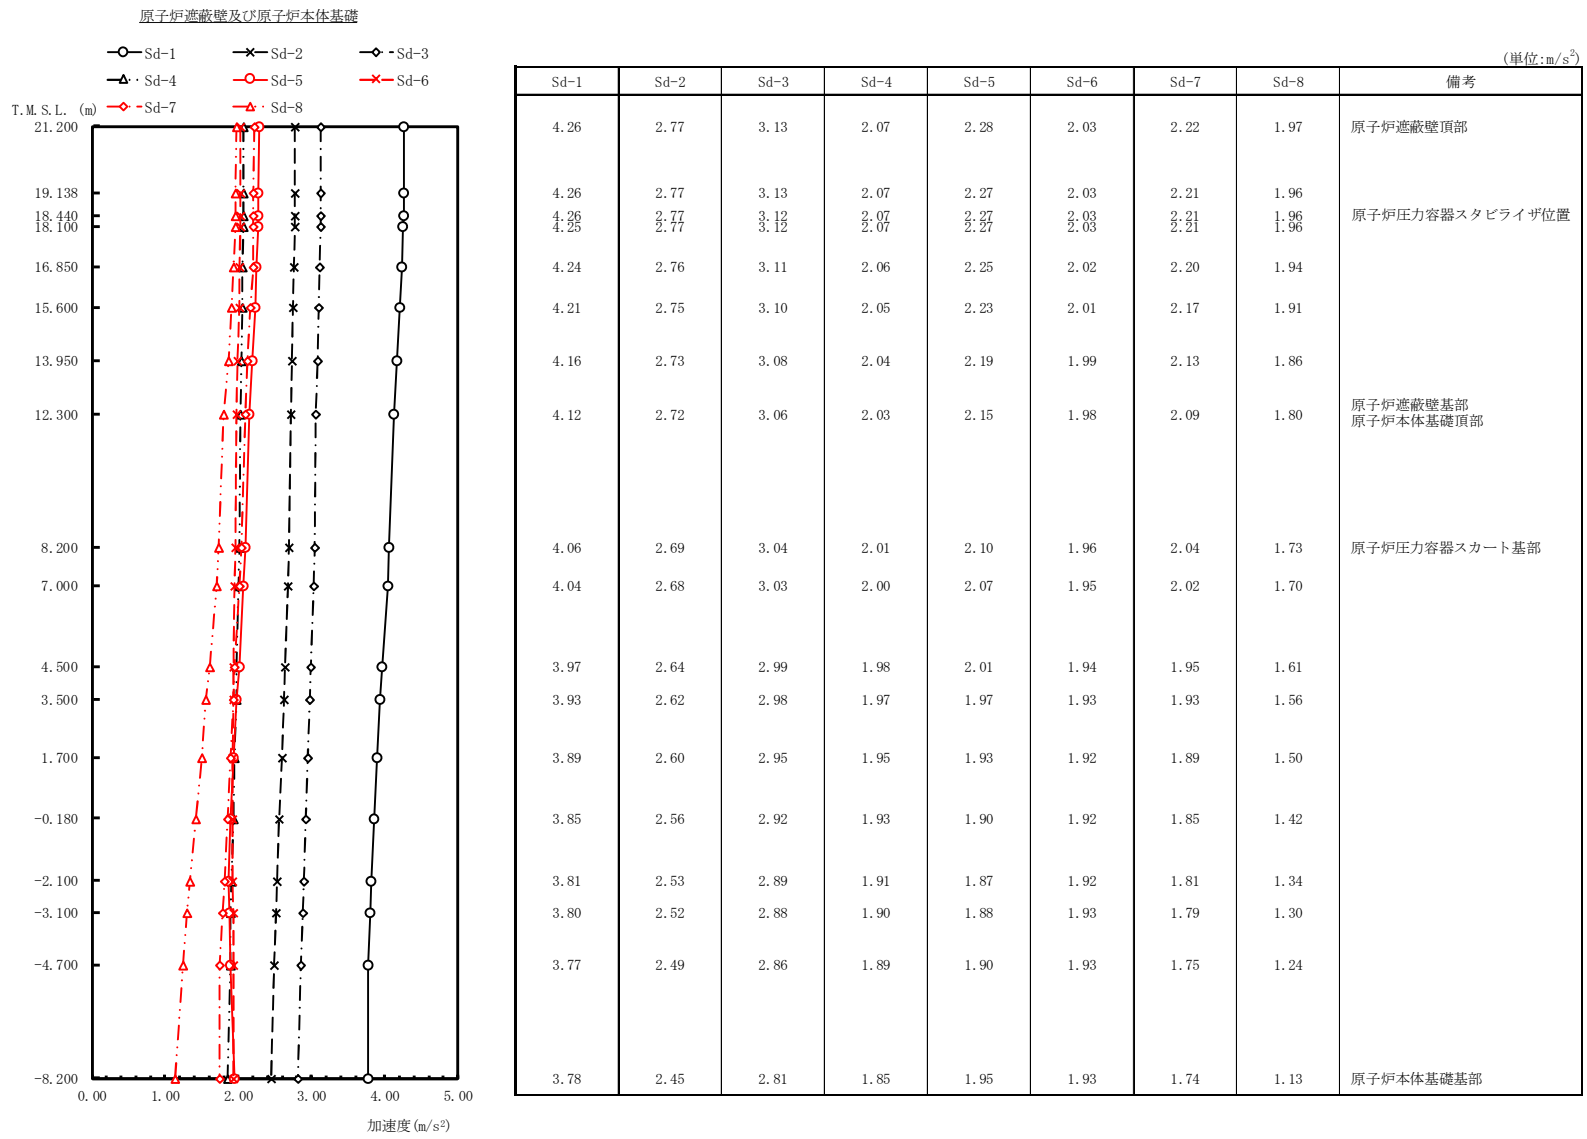 原子炉遮蔽壁及び原子炉本体基礎
Sd-1 Sd-2 Sd-3
Sd-4 Sd-5 Sd-6
Sd-7 Sd-8
T.M.S.L. (m)
21.200
19.138
18.440
18.100
16.850
15.600
13.950
12.300
8.200
7.000
4.500
3.500
1.700
-0.180
-2.100
-3.100
-4.700
-8.200
0.00 1.00 2.00 3.00 4.00 5.00
加速度(m/s²)
(単位:m/s²)
Sd-1 Sd-2 Sd-3 Sd-4 Sd-5 Sd-6 Sd-7 Sd-8 備考
4.26 2.77 3.13 2.07 2.28 2.03 2.22 1.97 原子炉遮蔽壁頂部
4.26 2.77 3.13 2.07 2.27 2.03 2.21 1.96
4.26 2.77 3.12 2.07 2.27 2.03 2.21 1.96 原子炉圧力容器スタビライザ位置
4.25 2.77 3.12 2.07 2.27 2.03 2.21 1.96
4.24 2.76 3.11 2.06 2.25 2.02 2.20 1.94
4.21 2.75 3.10 2.05 2.23 2.01 2.17 1.91
4.16 2.73 3.08 2.04 2.19 1.99 2.13 1.86
4.12 2.72 3.06 2.03 2.15 1.98 2.09 1.80 原子炉遮蔽壁基部
原子炉本体基礎頂部
4.06 2.69 3.04 2.01 2.10 1.96 2.04 1.73 原子炉圧力容器スカート基部
4.04 2.68 3.03 2.00 2.07 1.95 2.02 1.70
3.97 2.64 2.99 1.98 2.01 1.94 1.95 1.61
3.93 2.62 2.98 1.97 1.97 1.93 1.93 1.56
3.89 2.60 2.95 1.95 1.93 1.92 1.89 1.50
3.85 2.56 2.92 1.93 1.90 1.92 1.85 1.42
3.81 2.53 2.89 1.91 1.87 1.92 1.81 1.34
3.80 2.52 2.88 1.90 1.88 1.93 1.79 1.30
3.77 2.49 2.86 1.89 1.90 1.93 1.75 1.24
3.78 2.45 2.81 1.85 1.95 1.93 1.74 1.13 原子炉本体基礎基部